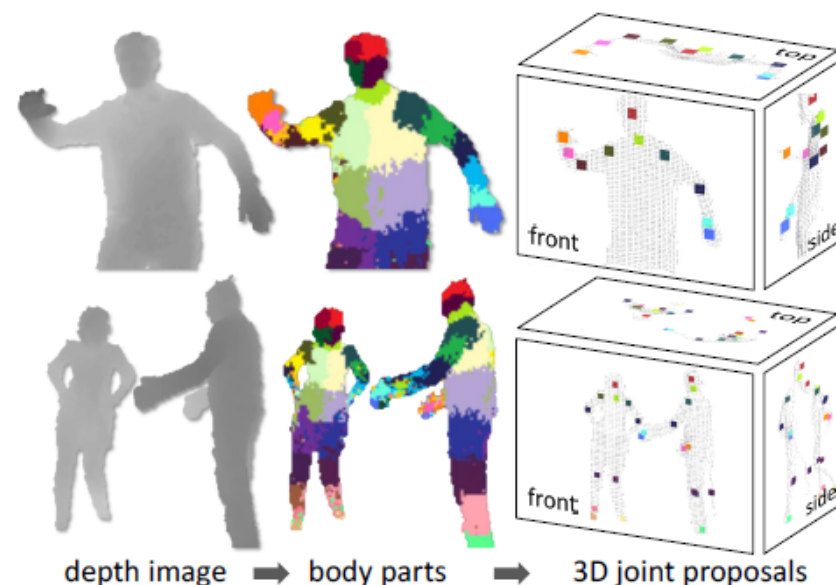 top
front
side
top
front
side
depth image
body parts
3D joint proposals